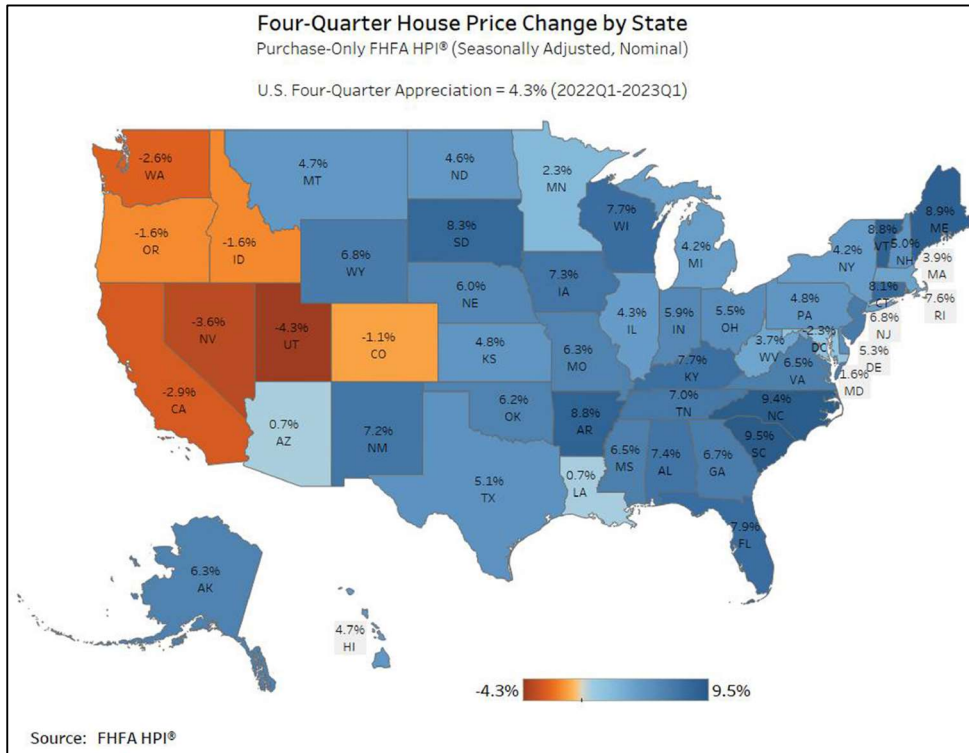 Four-Quarter House Price Change by State
Purchase-Only FHFA HPI® (Seasonally Adjusted, Nominal)
U.S. Four-Quarter Appreciation = 4.3% (2022Q1-2023Q1)
-2.6%
WA
4.7%
MT
4.6%
ND
2.3%
MN
-1.6%
OR
-1.6%
ID
6.8%
WY
8.3%
SD
7.7%
WI
4.2%
MI
4.2%
NY
8.8%
VT
5.0%
NH
8.9%
ME
3.9%
MA
8.1%
CT
7.6%
RI
-3.6%
NV
-4.3%
UT
-1.1%
CO
6.0%
NE
7.3%
IA
4.3%
IL
5.9%
IN
5.5%
OH
4.8%
PA
6.8%
NJ
-2.9%
CA
4.8%
KS
6.3%
MO
7.7%
KY
3.7%
WV
-2.3%
DC
6.5%
VA
5.3%
DE
1.6%
MD
0.7%
AZ
7.2%
NM
6.2%
OK
8.8%
AR
7.0%
TN
9.4%
NC
9.5%
SC
5.1%
TX
0.7%
LA
6.5%
MS
7.4%
AL
6.7%
GA
7.9%
FL
6.3%
AK
4.7%
HI
-4.3% 9.5%
Source: FHFA HPI®